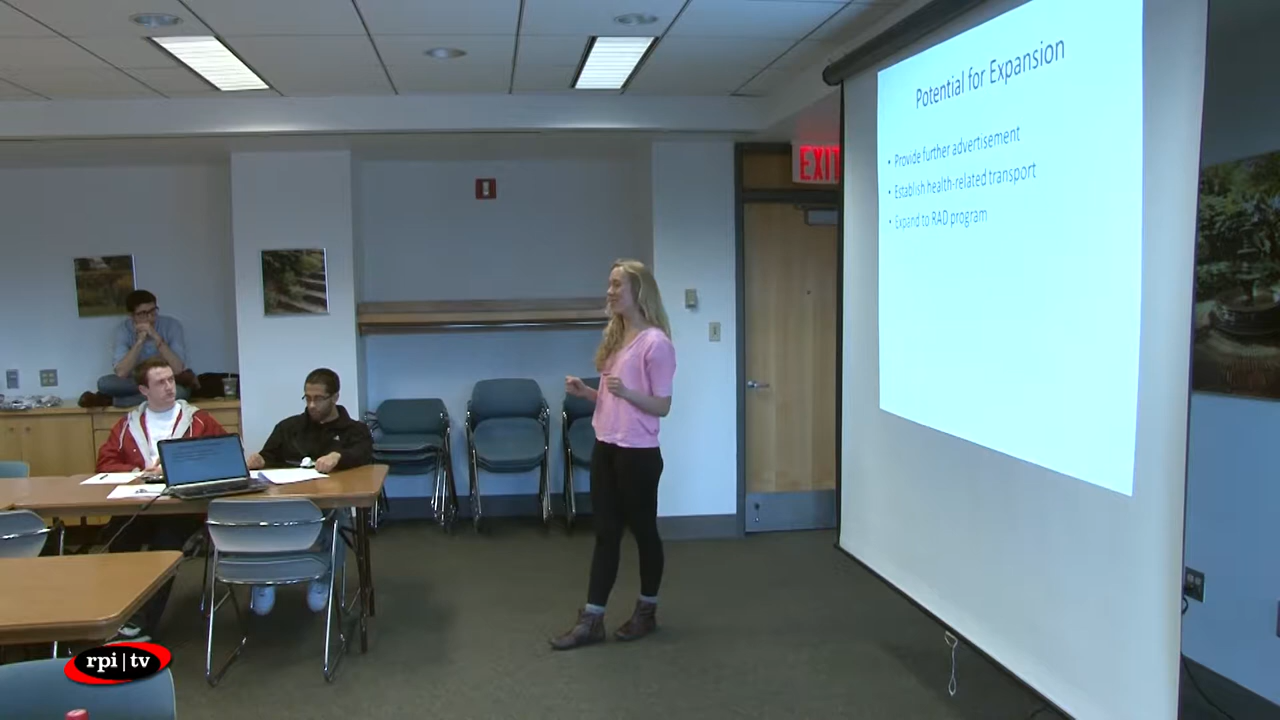 Potential for Expansion
• Provide further advertisement
• Establish health-related transport
• Expand to RAD program
EXIT
rpi|tv